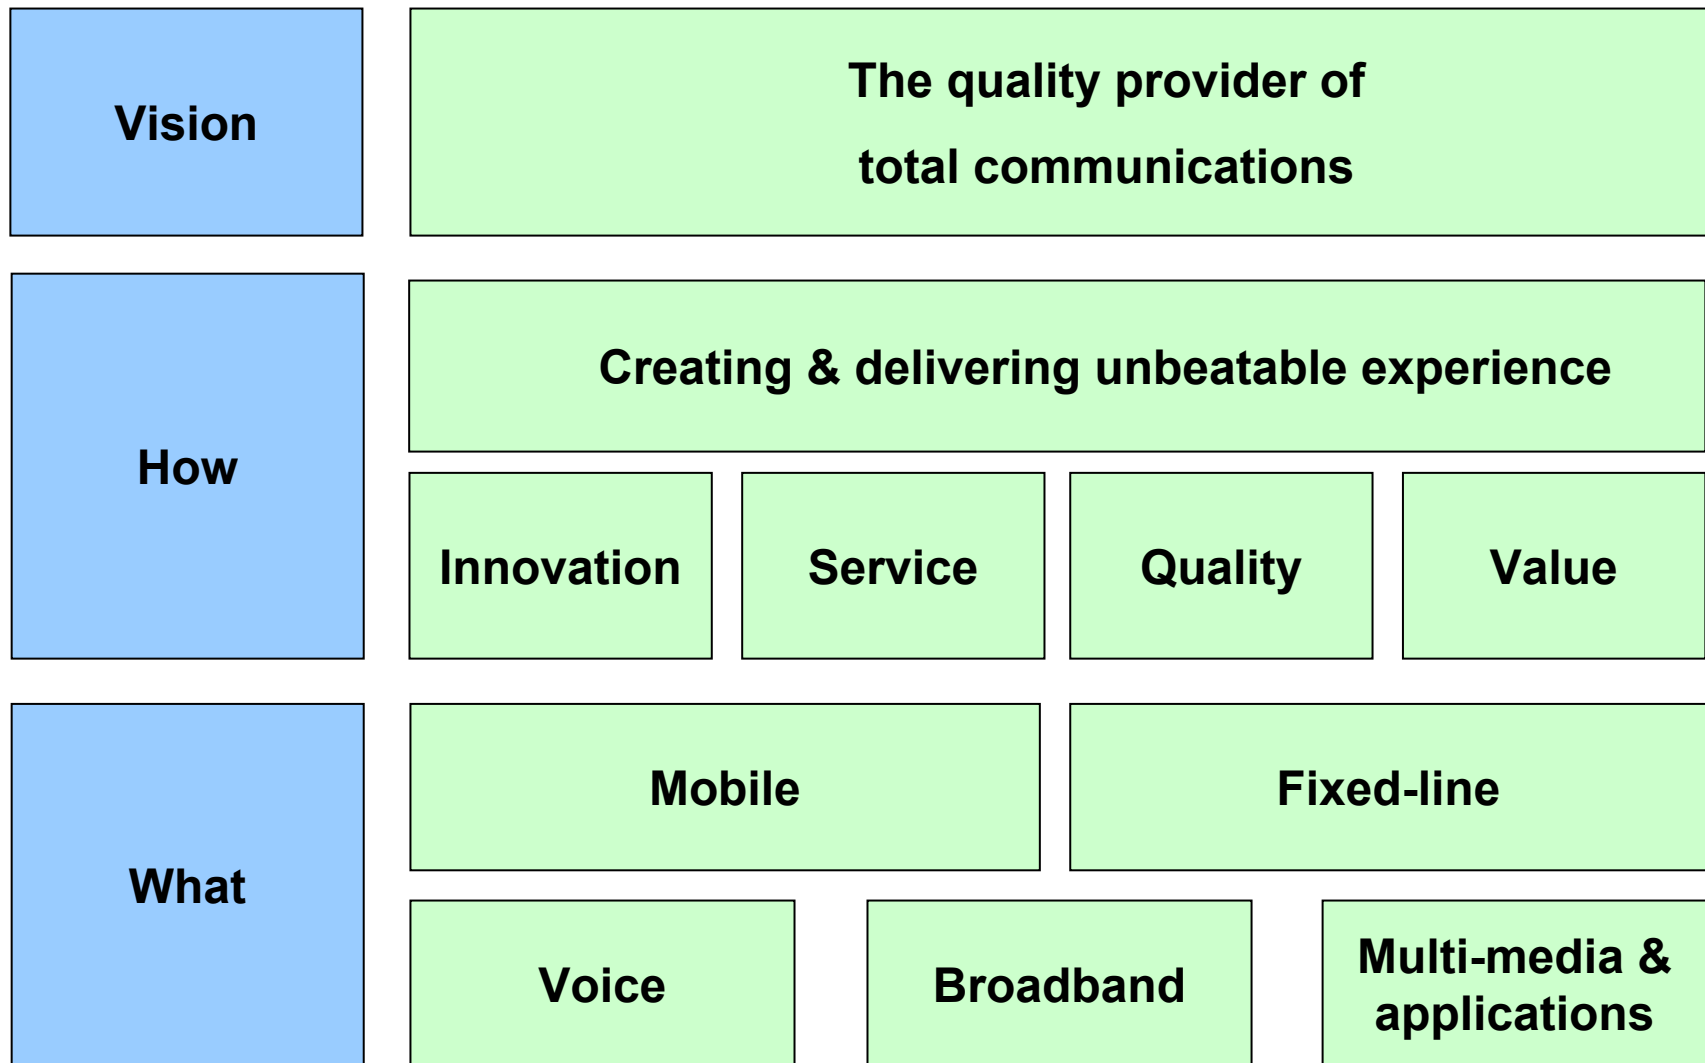 Vision
The quality provider of
total communications
How
Creating & delivering unbeatable experience
Innovation
Service
Quality
Value
What
Mobile
Fixed-line
Voice
Broadband
Multi-media &
applications